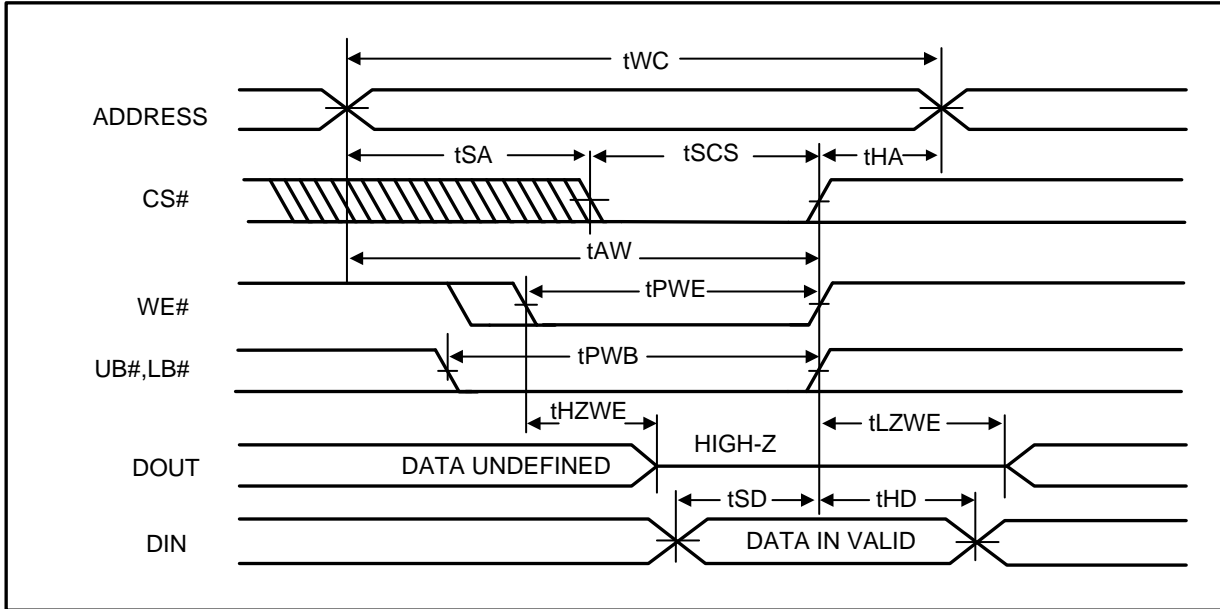 tWC
ADDRESS
tSA
tSCS
tHA
CS#
tAW
WE#
tPWE
UB#,LB#
tPWB
tHZWE
tLZWE
DOUT
DATA UNDEFINED
HIGH-Z
tSD
tHD
DIN
DATA IN VALID